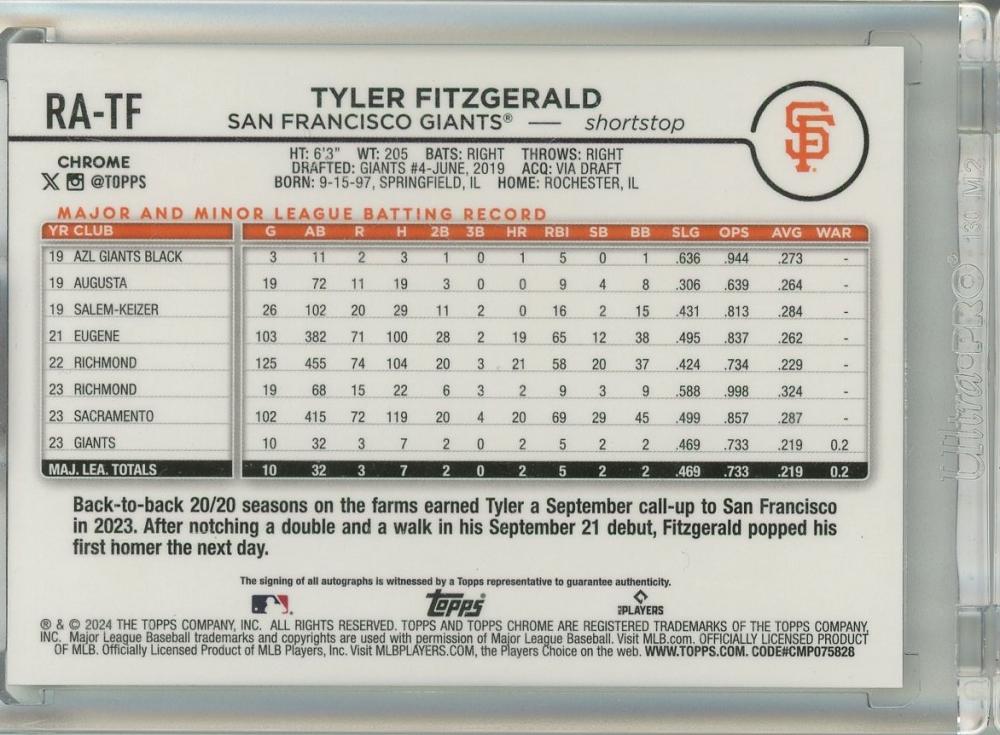 RA-TF
TYLER FITZGERALD
SAN FRANCISCO GIANTS® — shortstop
SF
CHROME
X @TOPPS
HT: 6'3" WT: 205 BATS: RIGHT THROWS: RIGHT
DRAFTED: GIANTS #4-JUNE, 2019 ACQ: VIA DRAFT
BORN: 9-15-97, SPRINGFIELD, IL HOME: ROCHESTER, IL
MAJOR AND MINOR LEAGUE BATTING RECORD
YR CLUB G AB R H 2B 3B HR RBI SB BB SLG OPS AVG WAR
19 AZL GIANTS BLACK 3 11 2 3 1 0 1 5 0 1 .636 .944 .273 -
19 AUGUSTA 19 72 11 19 3 0 0 9 4 8 .306 .639 .264 -
19 SALEM-KEIZER 26 102 20 29 11 2 0 16 2 15 .431 .813 .284 -
21 EUGENE 103 382 71 100 28 2 19 65 12 38 .495 .837 .262 -
22 RICHMOND 125 455 74 104 20 3 21 58 20 37 .424 .734 .229 -
23 RICHMOND 19 68 15 22 6 3 2 9 3 9 .588 .998 .324 -
23 SACRAMENTO 102 415 72 119 20 4 20 69 29 45 .499 .857 .287 -
23 GIANTS 10 32 3 7 2 0 2 5 2 2 .469 .733 .219 0.2
MAJ. LEA. TOTALS 10 32 3 7 2 0 2 5 2 2 .469 .733 .219 0.2
Back-to-back 20/20 seasons on the farms earned Tyler a September call-up to San Francisco
in 2023. After notching a double and a walk in his September 21 debut, Fitzgerald popped his
first homer the next day.
The signing of all autographs is witnessed by a Topps representative to guarantee authenticity.
Topps®
MLB PLAYERS
® & © 2024 THE TOPPS COMPANY, INC. ALL RIGHTS RESERVED. TOPPS AND TOPPS CHROME ARE REGISTERED TRADEMARKS OF THE TOPPS COMPANY,
INC. Major League Baseball trademarks and copyrights are used with permission of Major League Baseball. Visit MLB.com. OFFICIALLY LICENSED PRODUCT
OF MLB. Officially Licensed Product of MLB Players, Inc. Visit MLBPLAYERS.COM, the Players Choice on the web. WWW.TOPPS.COM. CODE#CMP075828
Ultra•PRO® 130 M2